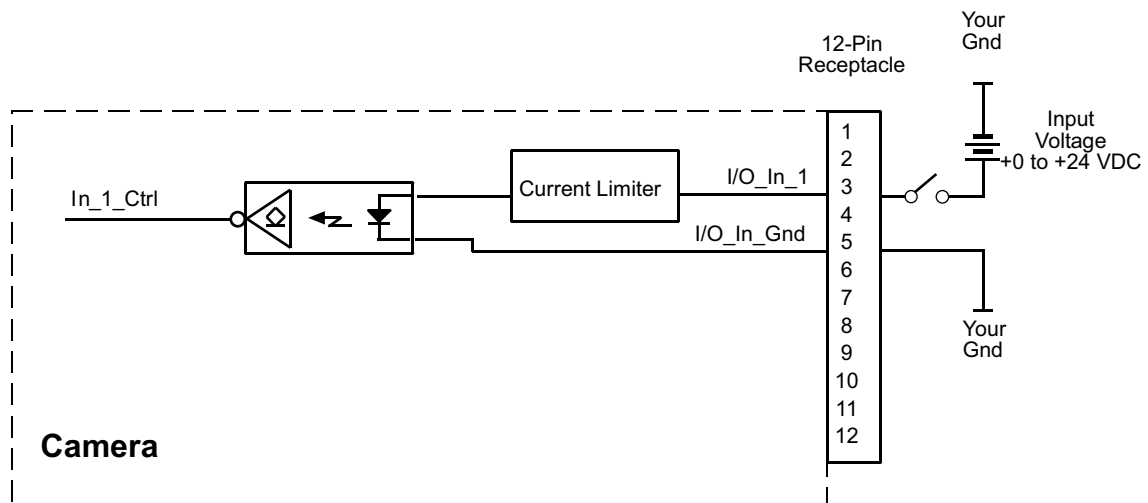 Your
Gnd
12-Pin
Receptacle
Input
Voltage
+0 to +24 VDC
1
2
3
4
5
6
7
8
9
10
11
12
I/O_In_1
Current Limiter
In_1_Ctrl
I/O_In_Gnd
Your
Gnd
Camera